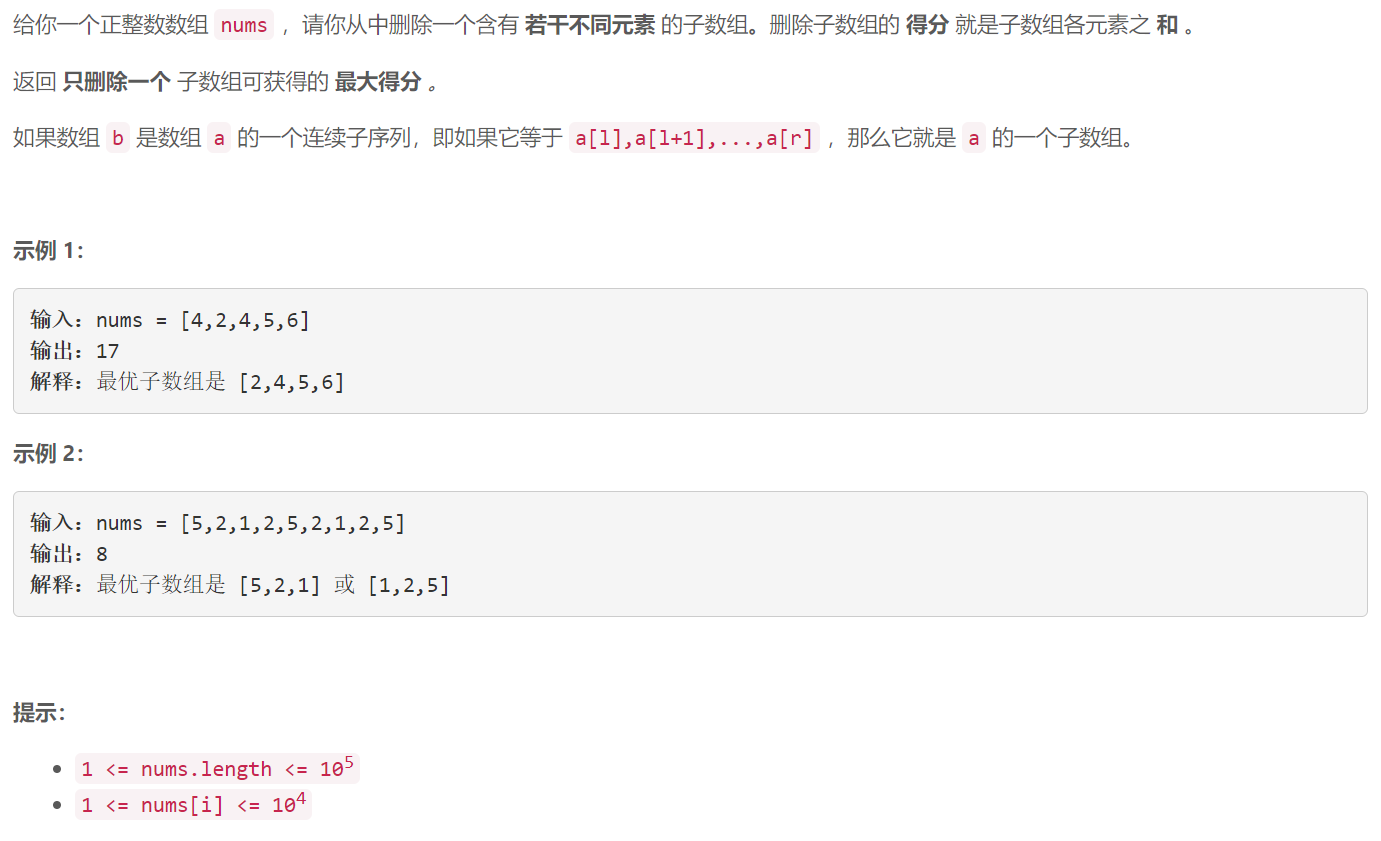 给你一个正整数数组 nums ，请你从中删除一个含有 若干不同元素 的子数组。删除子数组的 得分 就是子数组各元素之 和 。
返回 只删除一个 子数组可获得的 最大得分 。
如果数组 b 是数组 a 的一个连续子序列，即如果它等于 a[l],a[l+1],...,a[r] ，那么它就是 a 的一个子数组。
示例 1：
输入：nums = [4,2,4,5,6]
输出：17
解释：最优子数组是 [2,4,5,6]
示例 2：
输入：nums = [5,2,1,2,5,2,1,2,5]
输出：8
解释：最优子数组是 [5,2,1] 或 [1,2,5]
提示：
• 1 <= nums.length <= 10⁵
• 1 <= nums[i] <= 10⁴